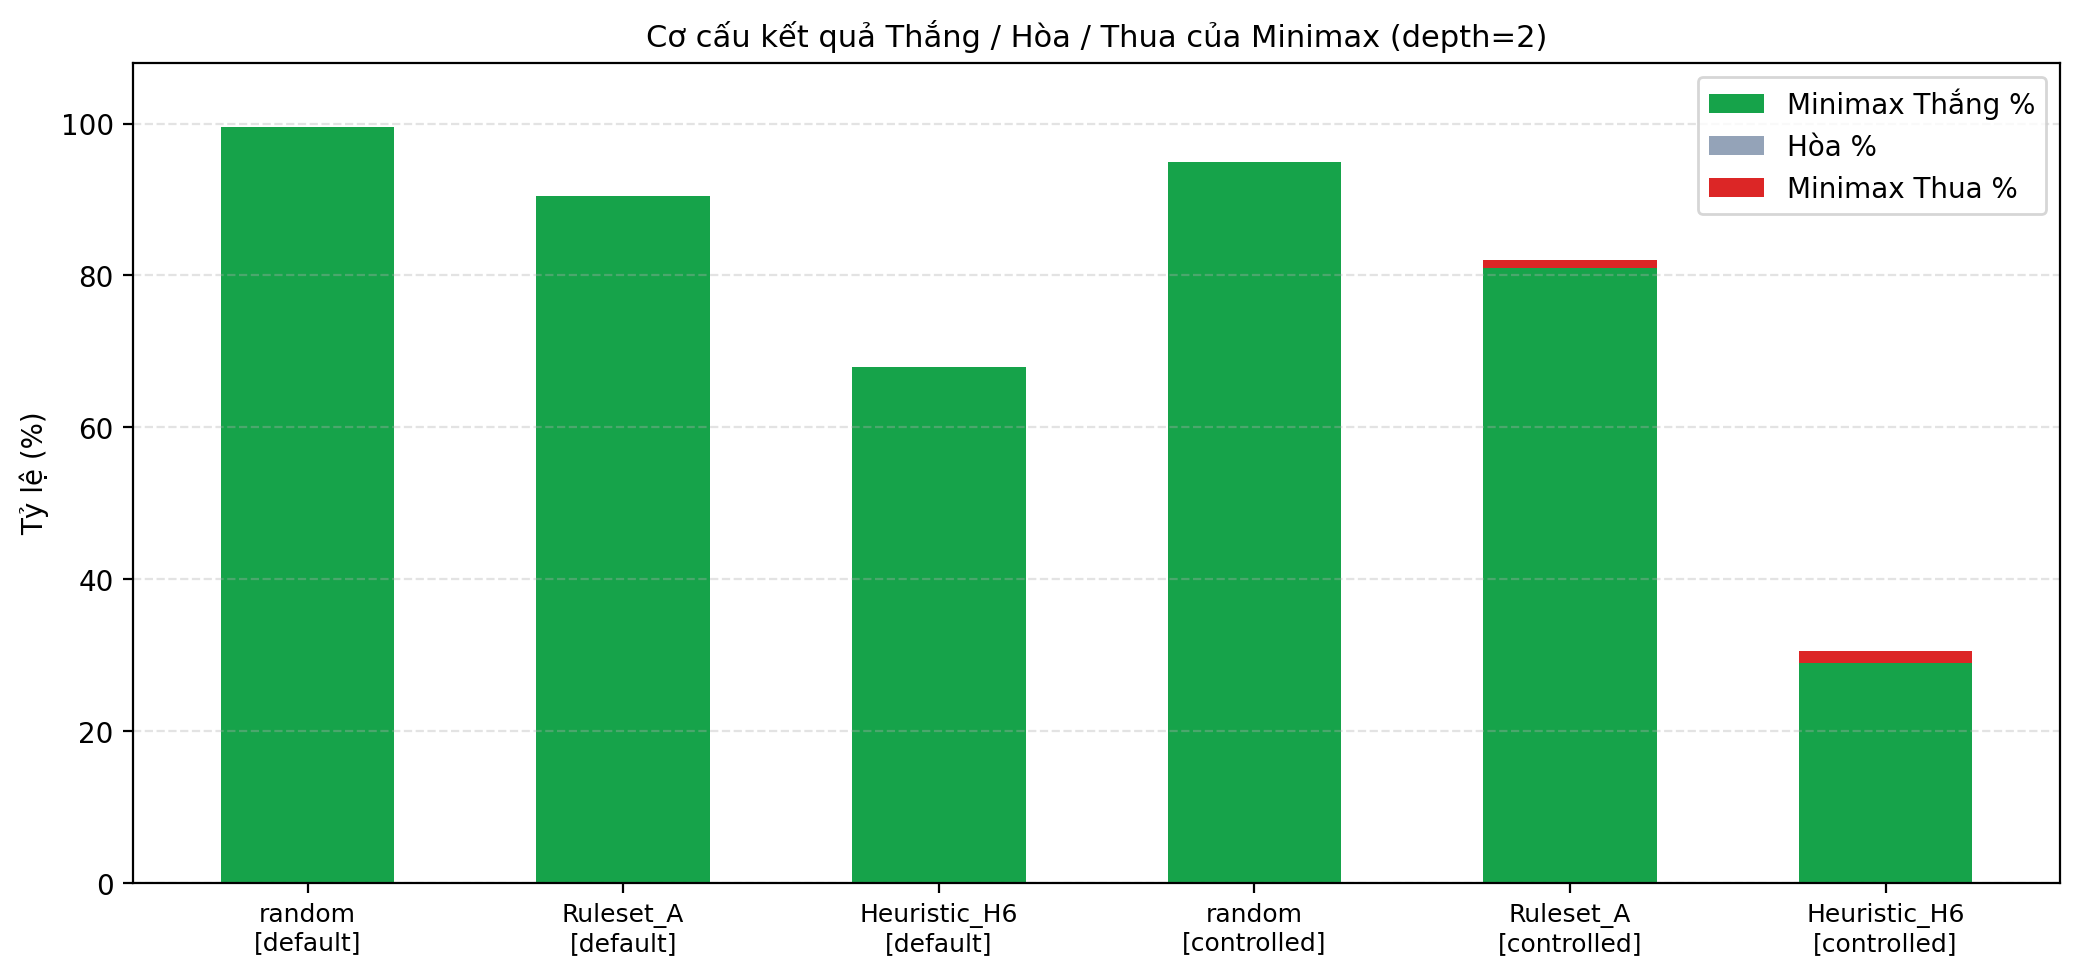 Cơ cấu kết quả Thắng / Hòa / Thua của Minimax (depth=2)
Minimax Thắng %
Hòa %
Minimax Thua %
Tỷ lệ (%)
100
80
60
40
20
0
random
[default]
Ruleset_A
[default]
Heuristic_H6
[default]
random
[controlled]
Ruleset_A
[controlled]
Heuristic_H6
[controlled]